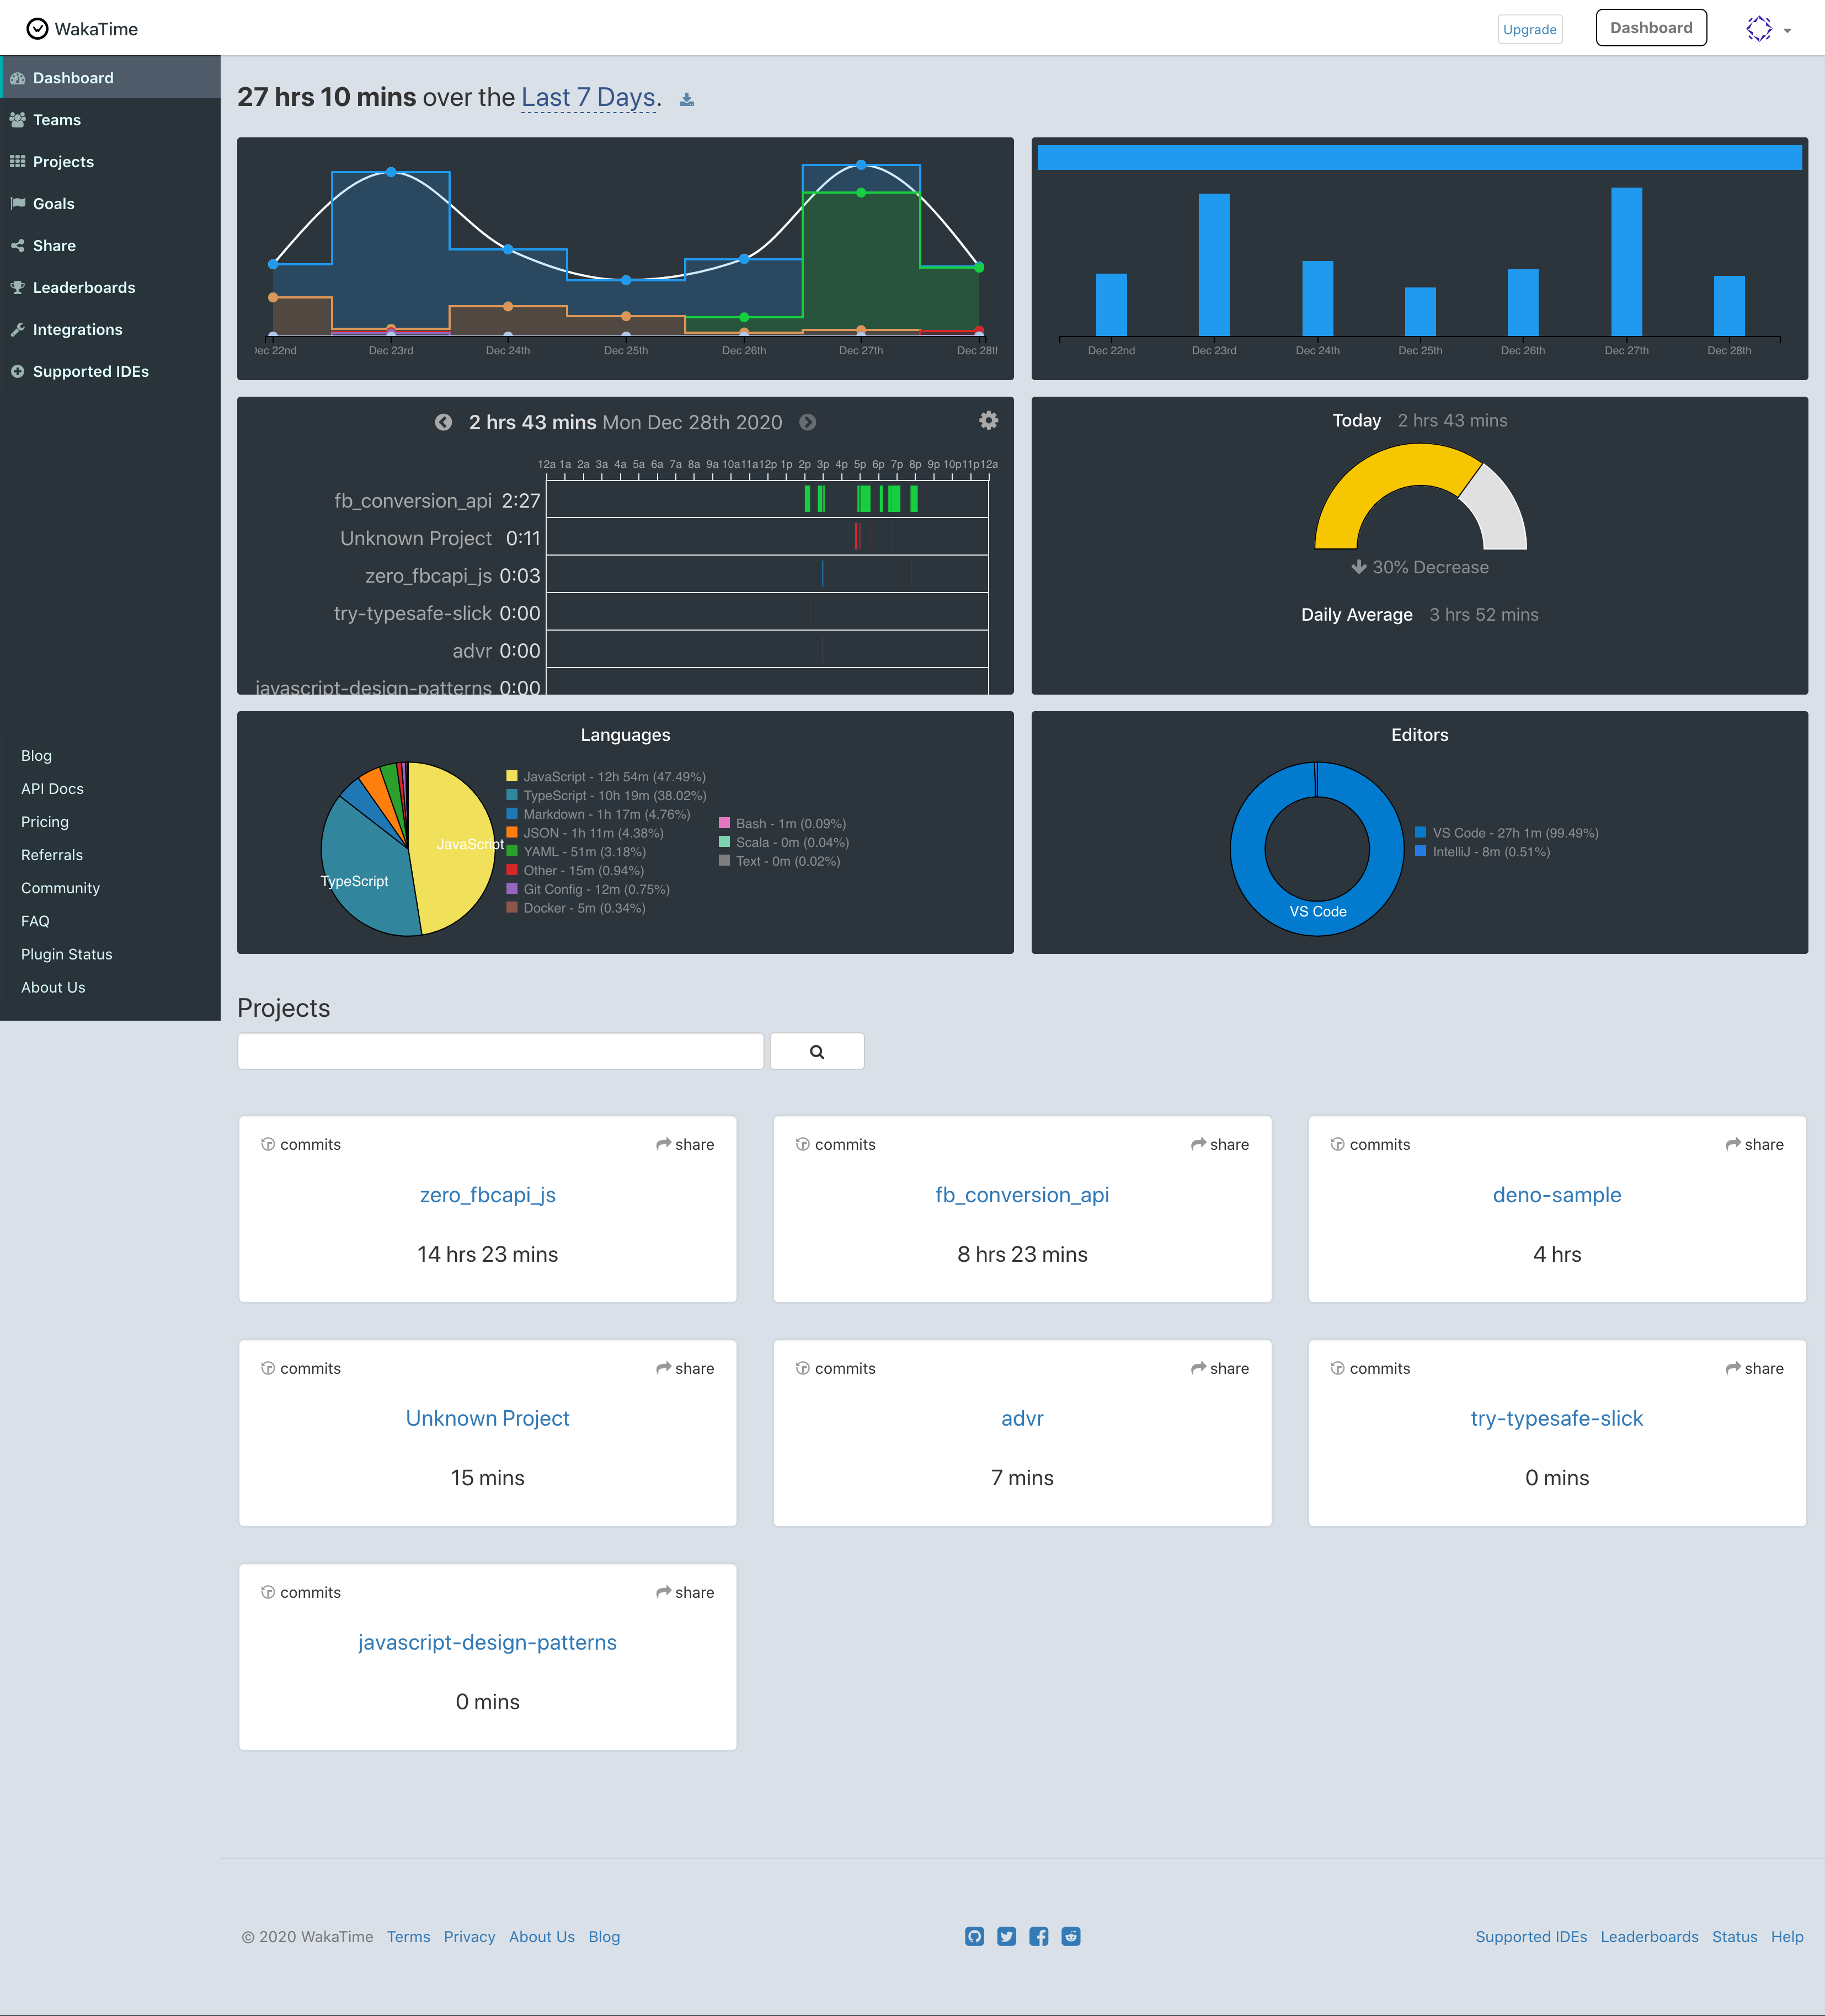 WakaTime
Upgrade
Dashboard
Dashboard
Teams
Projects
Goals
Share
Leaderboards
Integrations
Supported IDEs
Blog
API Docs
Pricing
Referrals
Community
FAQ
Plugin Status
About Us
27 hrs 10 mins over the Last 7 Days.
ec 22nd Dec 23rd Dec 24th Dec 25th Dec 26th Dec 27th Dec 28th
Dec 22nd Dec 23rd Dec 24th Dec 25th Dec 26th Dec 27th Dec 28th
2 hrs 43 mins Mon Dec 28th 2020
12a 1a 2a 3a 4a 5a 6a 7a 8a 9a 10a 11a 12p 1p 2p 3p 4p 5p 6p 7p 8p 9p 10p 11p 12a
fb_conversion_api 2:27
Unknown Project 0:11
zero_fbcapi_js 0:03
try-typesafe-slick 0:00
advr 0:00
javascript-design-patterns 0:00
Today 2 hrs 43 mins
30% Decrease
Daily Average 3 hrs 52 mins
Languages
JavaScript
TypeScript
JavaScript - 12h 54m (47.49%)
TypeScript - 10h 19m (38.02%)
Markdown - 1h 17m (4.76%)
JSON - 1h 11m (4.38%)
YAML - 51m (3.18%)
Other - 15m (0.94%)
Git Config - 12m (0.75%)
Docker - 5m (0.34%)
Bash - 1m (0.09%)
Scala - 0m (0.04%)
Text - 0m (0.02%)
Editors
VS Code
VS Code - 27h 1m (99.49%)
IntelliJ - 8m (0.51%)
Projects
commits share
zero_fbcapi_js
14 hrs 23 mins
commits share
fb_conversion_api
8 hrs 23 mins
commits share
deno-sample
4 hrs
commits share
Unknown Project
15 mins
commits share
advr
7 mins
commits share
try-typesafe-slick
0 mins
commits share
javascript-design-patterns
0 mins
© 2020 WakaTime Terms Privacy About Us Blog
Supported IDEs Leaderboards Status Help